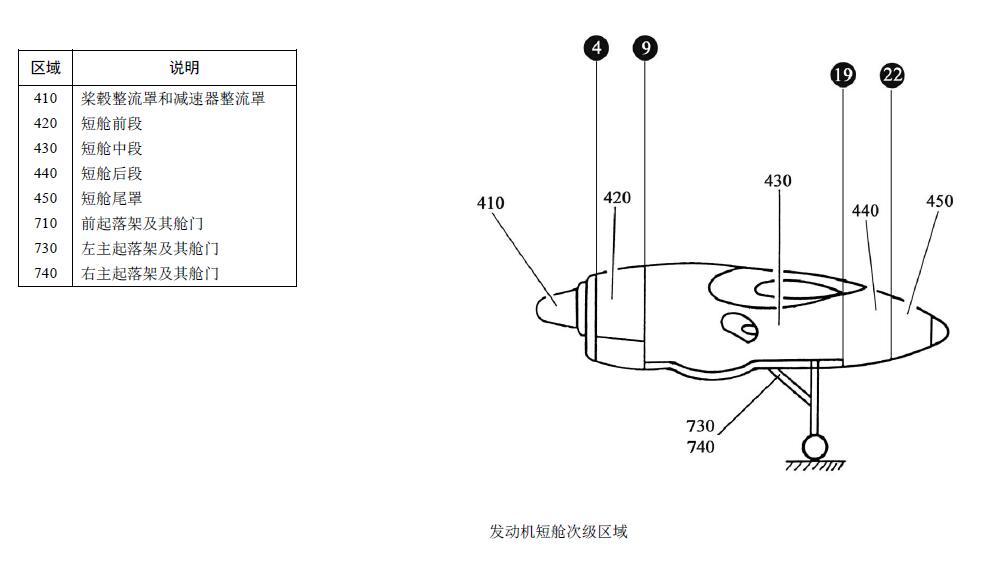 区域 说明
410 桨毂整流罩和减速器整流罩
420 短舱前段
430 短舱中段
440 短舱后段
450 短舱尾罩
710 前起落架及其舱门
730 左主起落架及其舱门
740 右主起落架及其舱门
4 9
19 22
430
410 420 440 450
730
740
发动机短舱次级区域